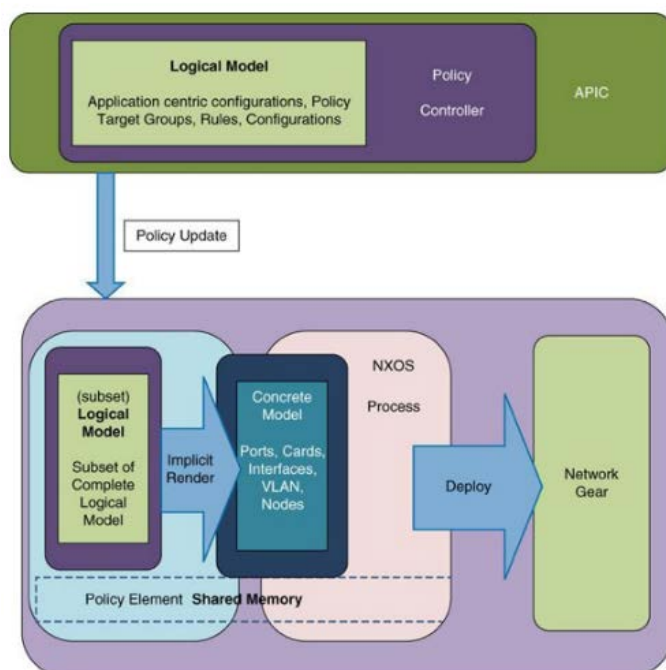 Logical Model
Application centric configurations, Policy
Target Groups, Rules, Configurations
Policy
Controller
APIC
Policy Update
(subset)
Logical
Model
Subset of
Complete
Logical
Model
Implicit
Render
Concrete
Model
Ports, Cards,
Interfaces,
VLAN,
Nodes
NXOS
Process
Deploy
Network
Gear
Policy Element Shared Memory